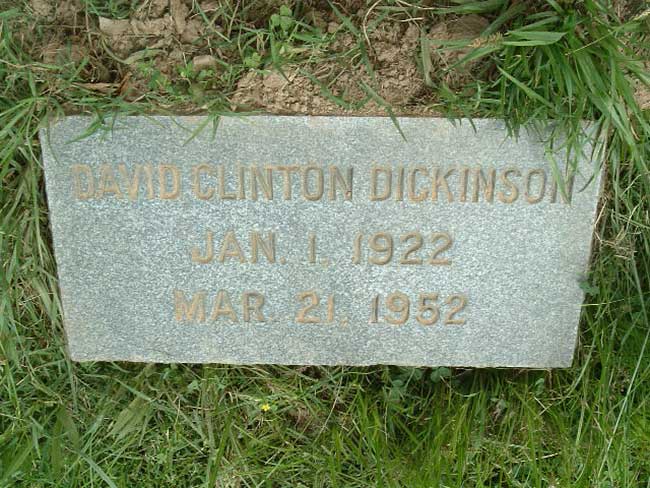 DAVID CLINTON DICKINSON
JAN. 1, 1922
MAR. 21, 1952